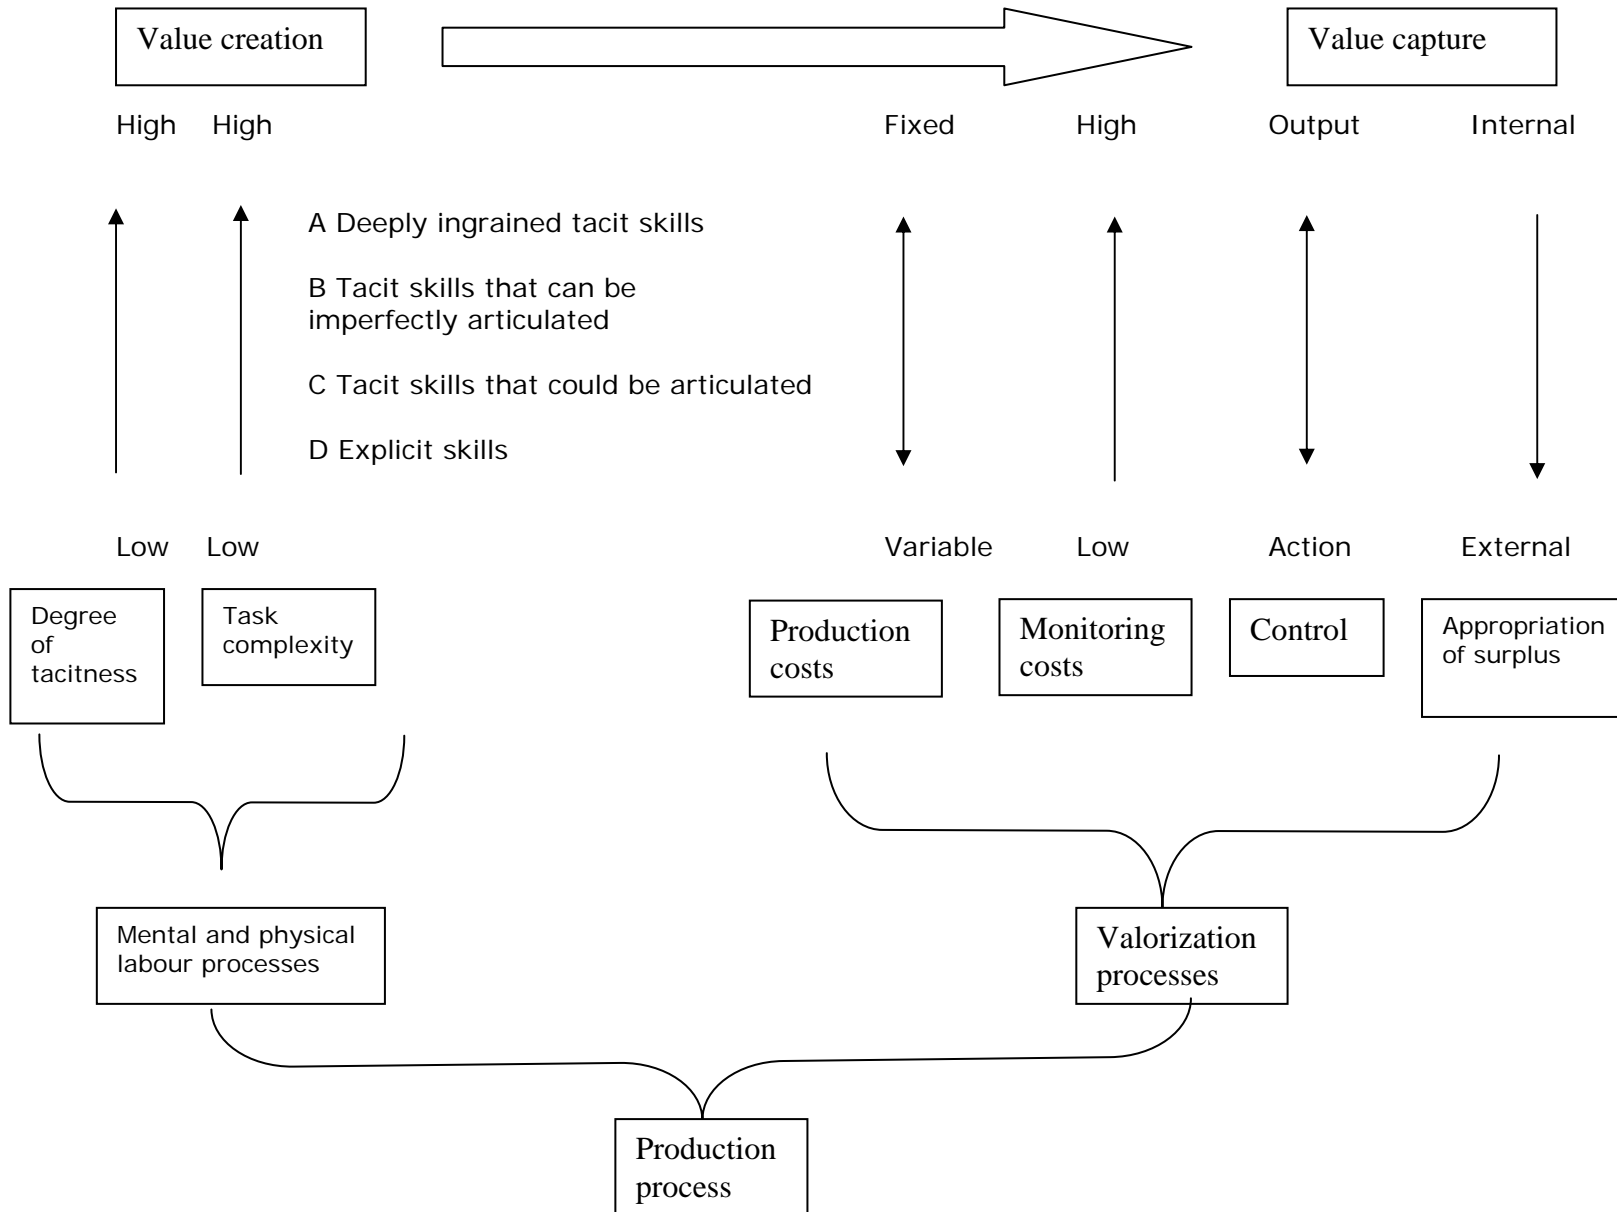 Value creation
Value capture
High High Fixed High Output Internal
A Deeply ingrained tacit skills
B Tacit skills that can be
imperfectly articulated
C Tacit skills that could be articulated
D Explicit skills
Low Low Variable Low Action External
Degree
of
tacitness
Task
complexity
Production
costs
Monitoring
costs
Control
Appropriation
of surplus
Mental and physical
labour processes
Valorization
processes
Production
process